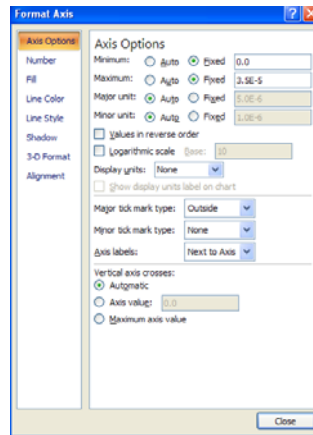 Format Axis
Axis Options
Number
Fill
Line Color
Line Style
Shadow
3-D Format
Alignment
Axis Options
Minimum: Auto Fixed 0.0
Maximum: Auto Fixed 3.5E-5
Major unit: Auto Fixed 5.0E-6
Minor unit: Auto Fixed 1.0E-6
Values in reverse order
Logarithmic scale Base: 10
Display units: None
Show display units label on chart
Major tick mark type: Outside
Minor tick mark type: None
Axis labels: Next to Axis
Vertical axis crosses:
Automatic
Axis value: 0.0
Maximum axis value
Close